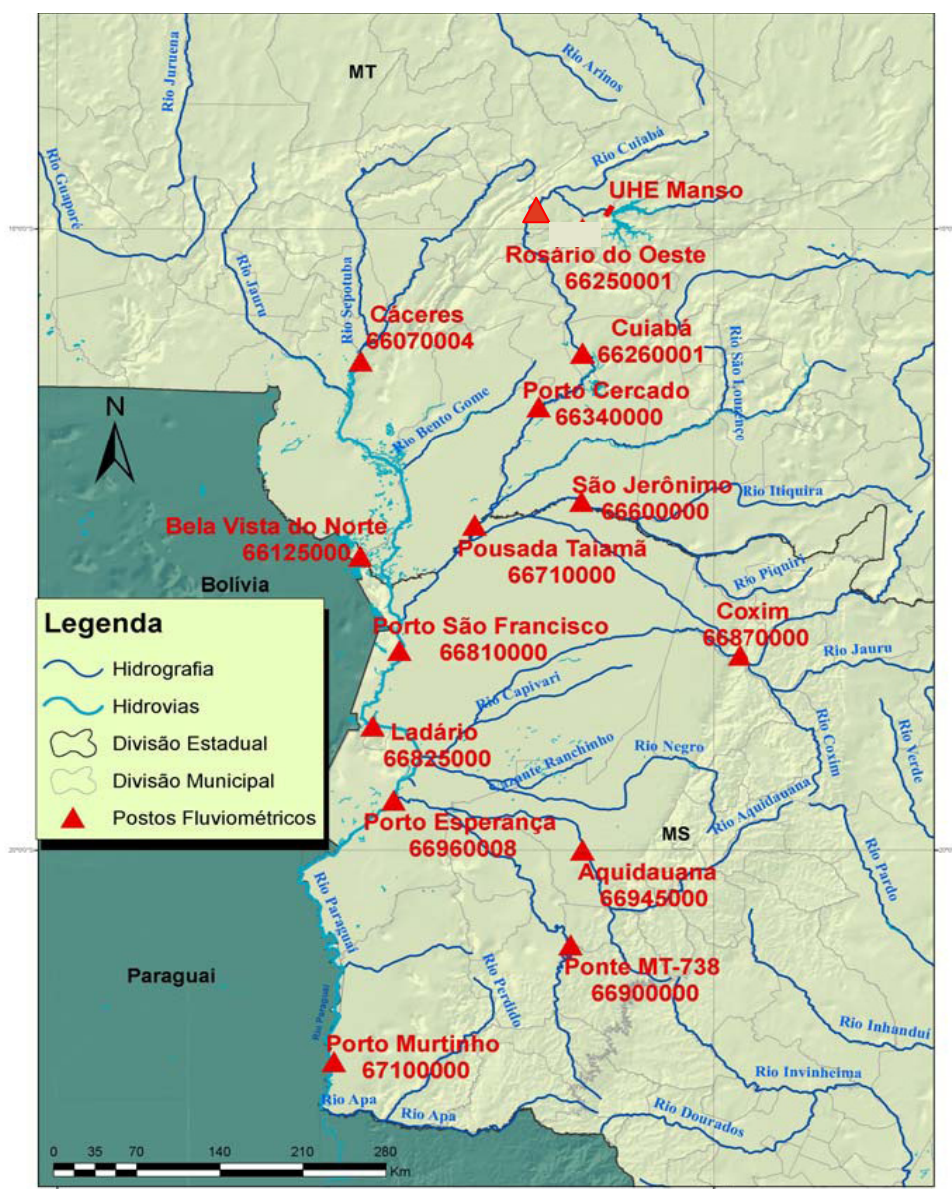 MT
Rio Juruena
Rio Arinos
Rio Guaporé
Rio Cuiabá
UHE Manso
Rosário do Oeste
66250001
Rio Jauru
Rio Sepotuba
Cáceres
66070004
Cuiabá
66260001
Rio São Lourenço
Porto Cercado
66340000
N
Rio Bento Gome
São Jerônimo
66600000
Rio Itiquira
Bela Vista do Norte
66125000
Pousada Taiamã
66710000
Rio Piquiri
Bolívia
Coxim
66870000
Porto São Francisco
66810000
Rio Jauru
Rio Capivari
Ladário
66825000
Rio Negro
Rio Coxim
Rio Verde
Rio Aquidauana
Porto Esperança
66960008
MS
Aquidauana
66945000
Rio Pardo
Legenda
Hidrografia
Hidrovias
Divisão Estadual
Divisão Municipal
Postos Fluviométricos
Rio Paraguai
Paraguai
Ponte MT-738
66900000
Rio Perdido
Rio Paraguai
Rio Inhanduí
Porto Murtinho
67100000
Rio Invinheima
Rio Apa
Rio Apa
Rio Dourados
0 35 70 140 210 280
Km